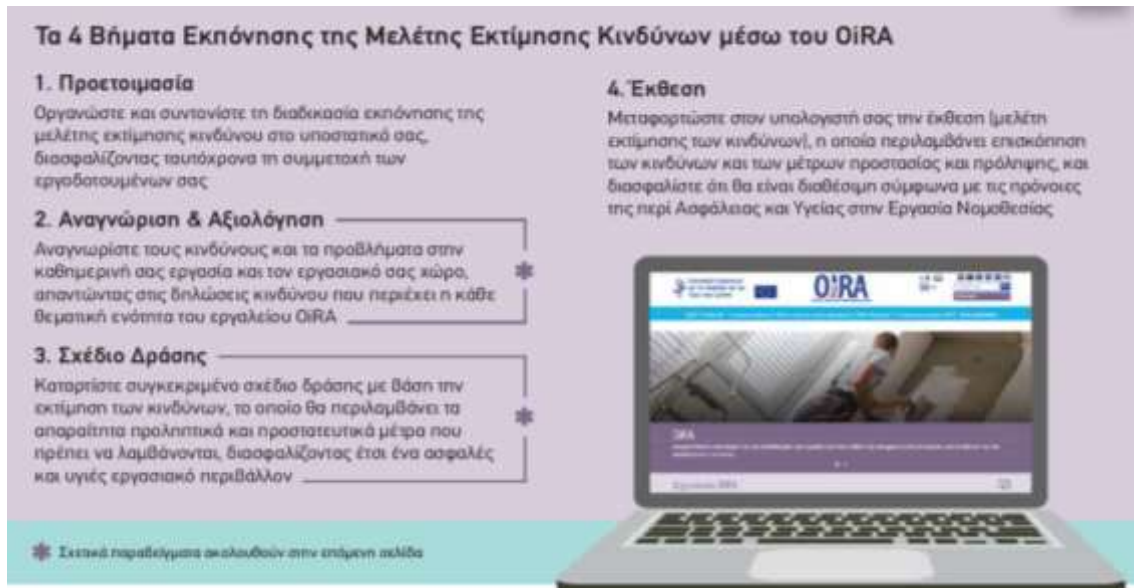 Τα 4 Βήματα Εκπόνησης της Μελέτης Εκτίμησης Κινδύνων μέσω του OiRA
1. Προετοιμασία
Οργανώστε και συντονίστε τη διαδικασία εκπόνησης της
μελέτης εκτίμησης κινδύνου στο υποστατικό σας,
διασφαλίζοντας ταυτόχρονα τη συμμετοχή των
εργοδοτουμένων σας
2. Αναγνώριση & Αξιολόγηση
Αναγνωρίστε τους κινδύνους και τα προβλήματα στην
καθημερινή σας εργασία και τον εργασιακό σας χώρο,
απαντώντας στις δηλώσεις κινδύνου που περιέχει η κάθε
θεματική ενότητα του εργαλείου OiRA
3. Σχέδιο Δράσης
Καταρτίστε συγκεκριμένο σχέδιο δράσης με βάση την
εκτίμηση των κινδύνων, το οποίο θα περιλαμβάνει τα
απαραίτητα προληπτικά και προστατευτικά μέτρα που
πρέπει να λαμβάνονται, διασφαλίζοντας έτσι ένα ασφαλές
και υγιές εργασιακό περιβάλλον
4. Έκθεση
Μεταφορτώστε στον υπολογιστή σας την έκθεση (μελέτη
εκτίμησης των κινδύνων), η οποία περιλαμβάνει επισκόπηση
των κινδύνων και των μέτρων προστασίας και πρόληψης, και
διασφαλίστε ότι θα είναι διαθέσιμη σύμφωνα με τις πρόνοιες
της περί Ασφάλειας και Υγείας στην Εργασία Νομοθεσίας
OiRA
OiRA
* Σχετικά παραδείγματα ακολουθούν στην επόμενη σελίδα